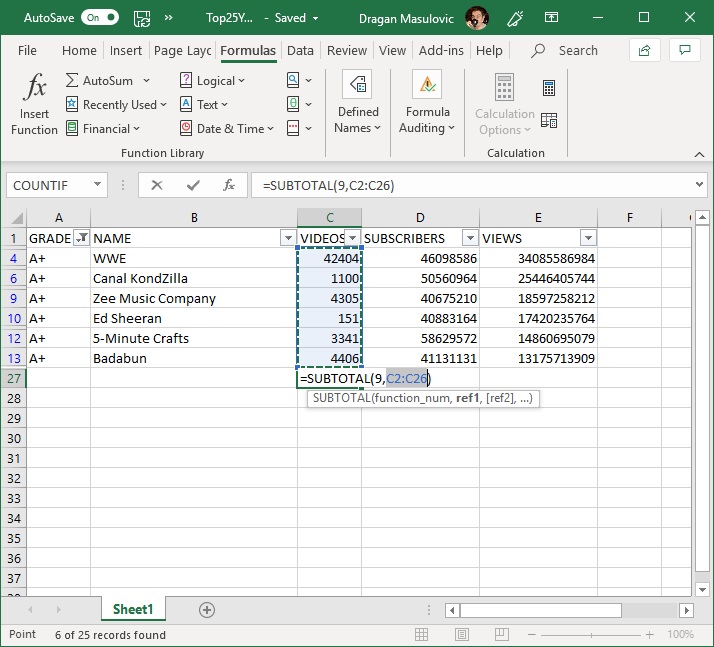 AutoSave On Top25Y... - Saved Dragan Masulovic
File Home Insert Page Layc Formulas Data Review View Add-ins Help Search
fx Insert Function
AutoSum
Recently Used
Financial
Logical
Text
Date & Time
Defined Names
Formula Auditing
Calculation Options
Function Library Calculation
COUNTIF fx =SUBTOTAL(9,C2:C26)
A B C D E F
1 GRADE NAME VIDEOS SUBSCRIBERS VIEWS
4 A+ WWE 42404 46098586 34085586984
6 A+ Canal KondZilla 1100 50560964 25446405744
9 A+ Zee Music Company 4305 40675210 18597258212
10 A+ Ed Sheeran 151 40883164 17420235764
12 A+ 5-Minute Crafts 3341 58629572 14860695079
13 A+ Badabun 4406 41131131 13175713909
27 =SUBTOTAL(9,C2:C26)
28 SUBTOTAL(function_num, ref1, [ref2], ...)
29
30
31
32
33
34
35
36
37
Sheet1
Point 6 of 25 records found 100%